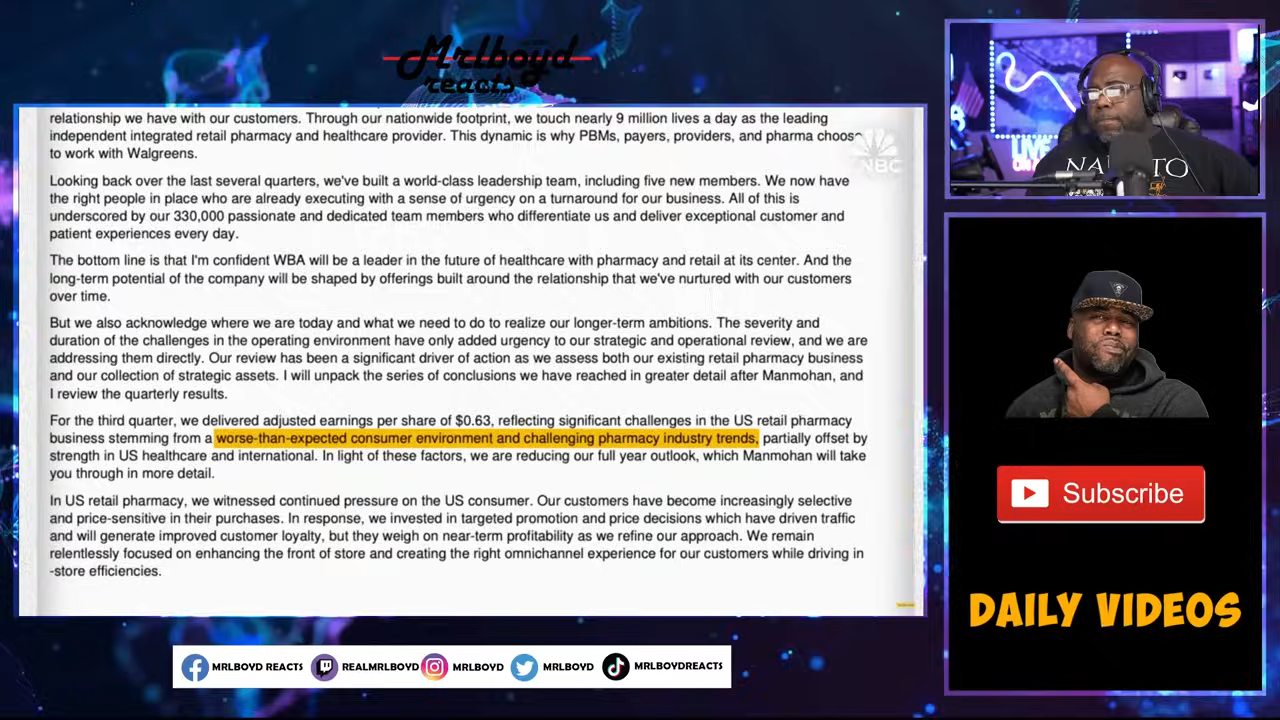 Mrlboyd
reacts
relationship we have with our customers. Through our nationwide footprint, we touch nearly 9 million lives a day as the leading
independent integrated retail pharmacy and healthcare provider. This dynamic is why PBMs, payers, providers, and pharma choose
to work with Walgreens.
Looking back over the last several quarters, we've built a world-class leadership team, including five new members. We now have
the right people in place who are already executing with a sense of urgency on a turnaround for our business. All of this is
underscored by our 330,000 passionate and dedicated team members who differentiate us and deliver exceptional customer and
patient experiences every day.
The bottom line is that I'm confident WBA will be a leader in the future of healthcare with pharmacy and retail at its center. And the
long-term potential of the company will be shaped by offerings built around the relationship that we've nurtured with our customers
over time.
But we also acknowledge where we are today and what we need to do to realize our longer-term ambitions. The severity and
duration of the challenges in the operating environment have only added urgency to our strategic and operational review, and we are
addressing them directly. Our review has been a significant driver of action as we assess both our existing retail pharmacy business
and our collection of strategic assets. I will unpack the series of conclusions we have reached in greater detail after Manmohan, and
I review the quarterly results.
For the third quarter, we delivered adjusted earnings per share of $0.63, reflecting significant challenges in the US retail pharmacy
business stemming from a worse-than-expected consumer environment and challenging pharmacy industry trends, partially offset by
strength in US healthcare and international. In light of these factors, we are reducing our full year outlook, which Manmohan will take
you through in more detail.
In US retail pharmacy, we witnessed continued pressure on the US consumer. Our customers have become increasingly selective
and price-sensitive in their purchases. In response, we invested in targeted promotion and price decisions which have driven traffic
and will generate improved customer loyalty, but they weigh on near-term profitability as we refine our approach. We remain
relentlessly focused on enhancing the front of store and creating the right omnichannel experience for our customers while driving in
-store efficiencies.
NBC
LIVE
TO
Subscribe
DAILY VIDEOS
MRLBOYD REACTS
REALMRLBOYD
MRLBOYD
MRLBOYD
MRLBOYDREACTS